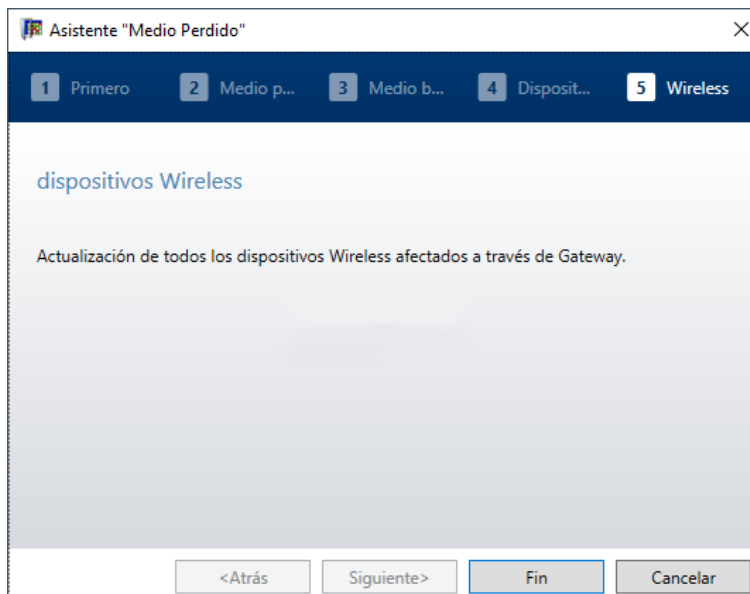 Asistente "Medio Perdido"
1 Primero 2 Medio p... 3 Medio b... 4 Disposit... 5 Wireless
dispositivos Wireless
Actualización de todos los dispositivos Wireless afectados a través de Gateway.
<Atrás Siguiente> Fin Cancelar